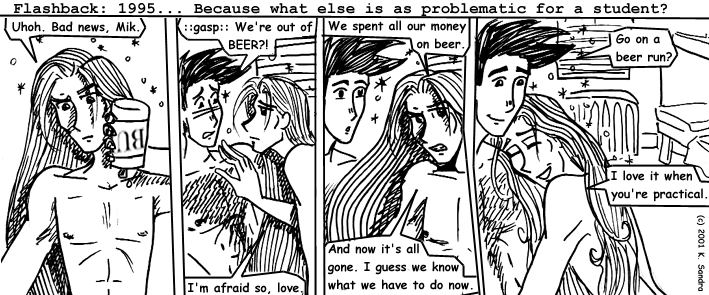 Flashback: 1995... Because what else is as problematic for a student?
Uhoh. Bad news, Mik.
BU
::gasp:: We're out of
BEER?!
I'm afraid so, love.
We spent all our money
on beer.
And now it's all
gone. I guess we know
what we have to do now.
Go on a
beer run?
I love it when
you're practical.
(c) 2001 K. Sandra